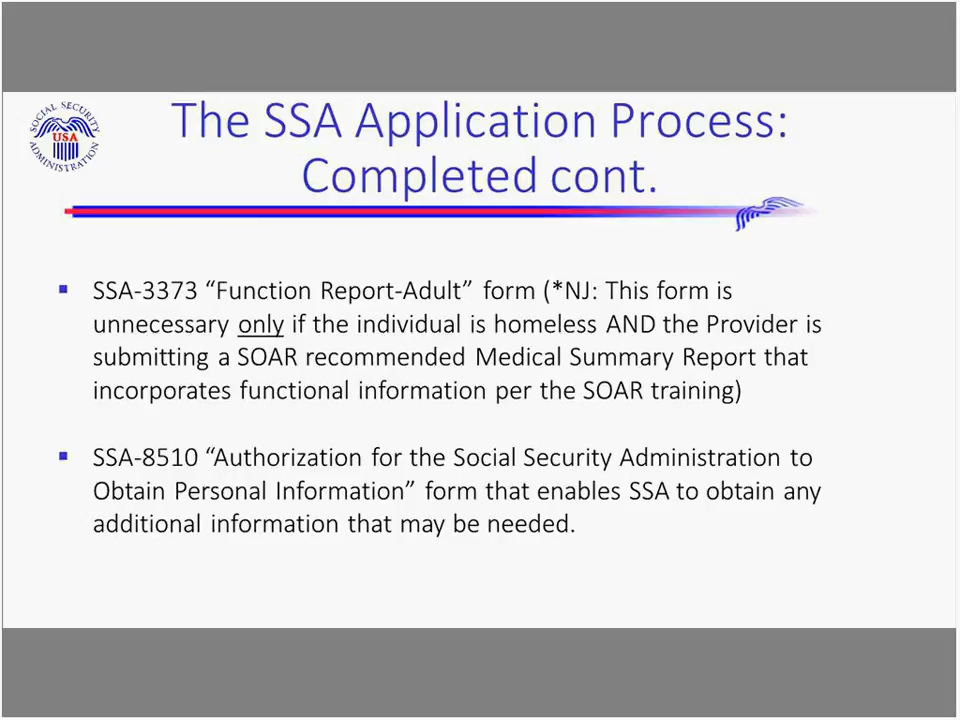 SOCIAL SECURITY
USA
ADMINISTRATION
The SSA Application Process:
Completed cont.
▪ SSA-3373 “Function Report-Adult” form (*NJ: This form is
unnecessary only if the individual is homeless AND the Provider is
submitting a SOAR recommended Medical Summary Report that
incorporates functional information per the SOAR training)
▪ SSA-8510 “Authorization for the Social Security Administration to
Obtain Personal Information” form that enables SSA to obtain any
additional information that may be needed.